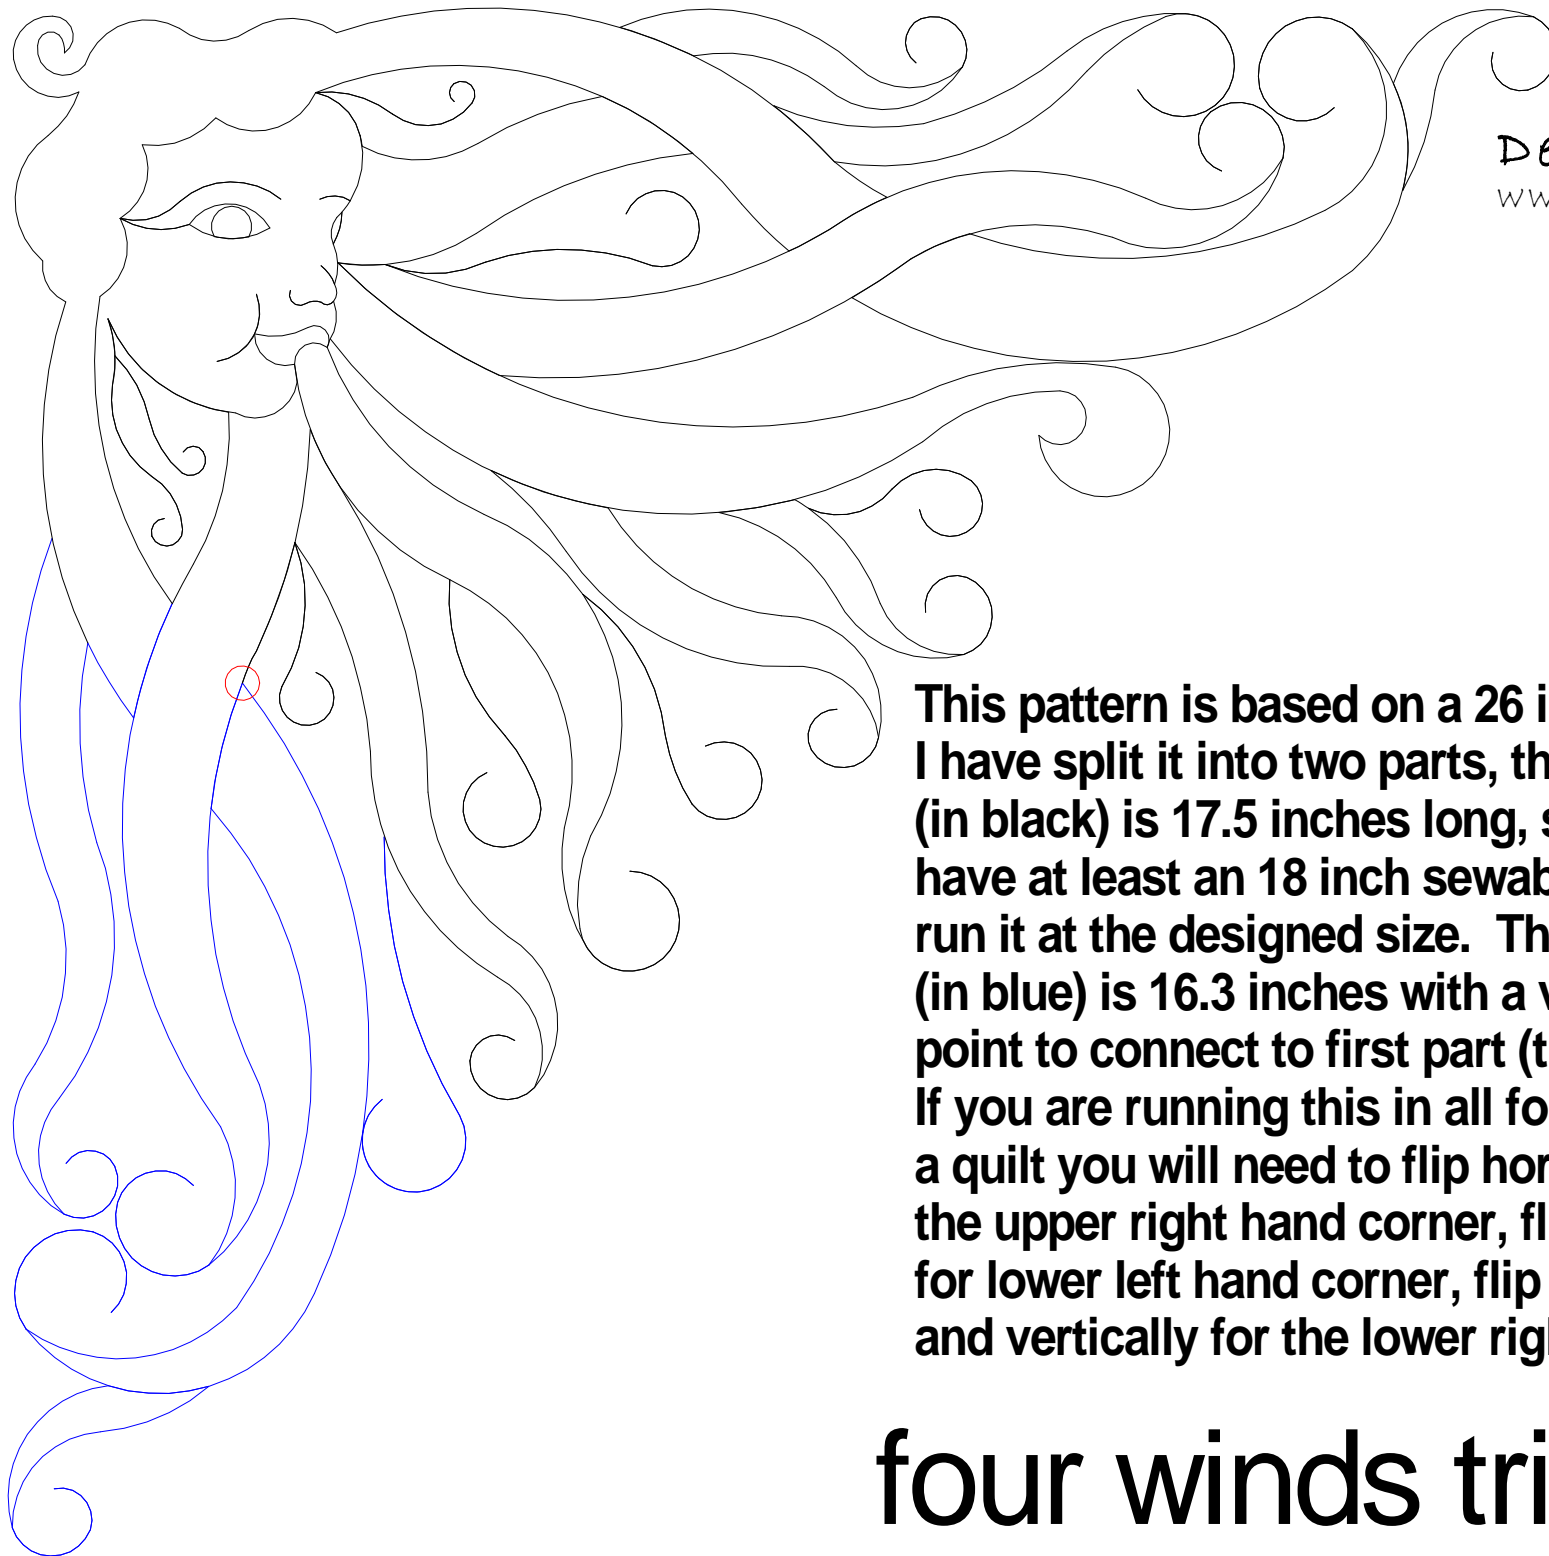 De
WW
This pattern is based on a 26 i
I have split it into two parts, th
(in black) is 17.5 inches long, s
have at least an 18 inch sewab
run it at the designed size.  Th
(in blue) is 16.3 inches with a v
point to connect to first part (t
If you are running this in all fo
a quilt you will need to flip hor
the upper right hand corner, fl
for lower left hand corner, flip
and vertically for the lower righ
four winds tri